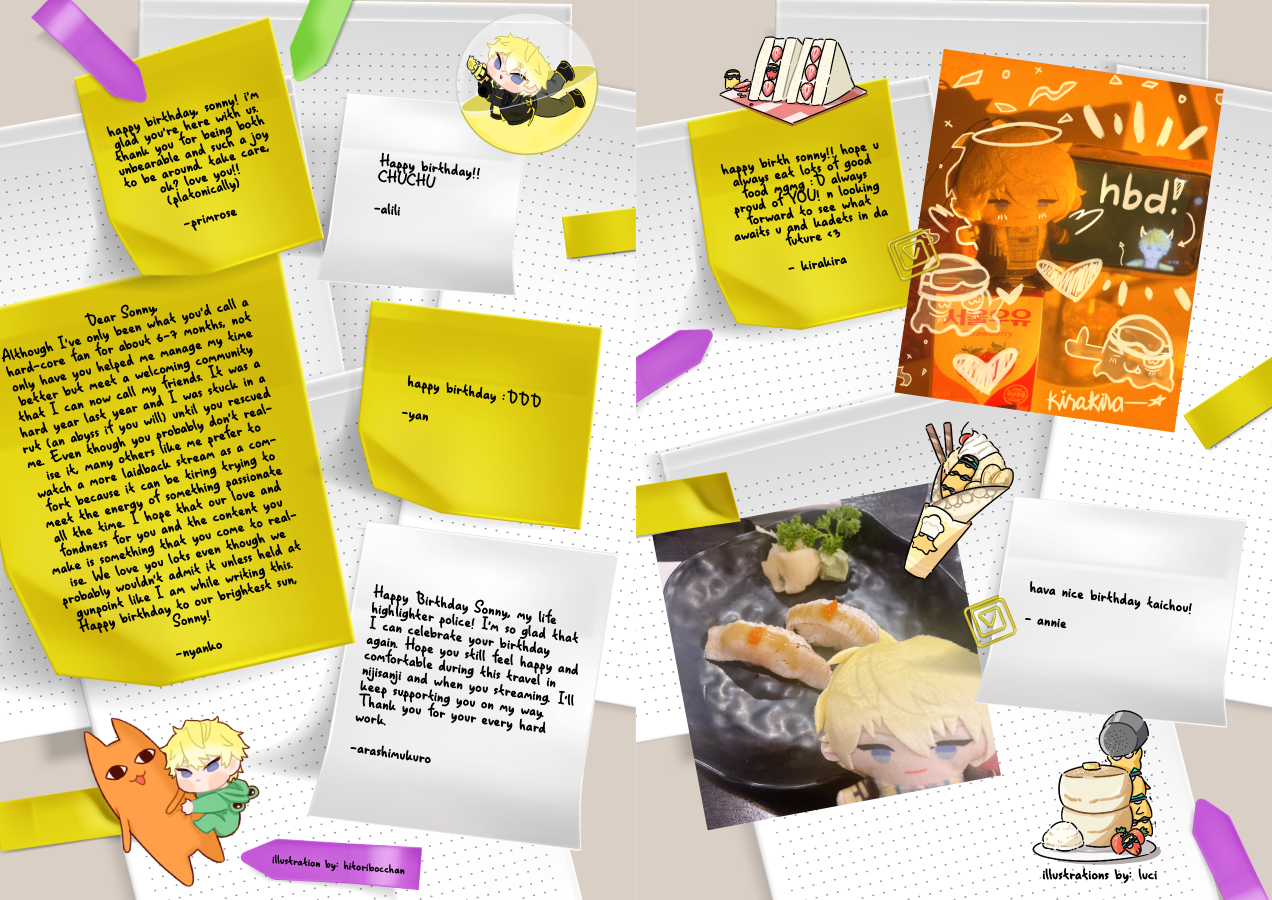 happy birthday, sonny! i'm
glad you're here with us.
thank you for being both
unbearable and such a joy
to be around. take care,
ok? love you!!
(platonically)
-primrose
Happy birthday!!
CHUCHU
-alili
Dear Sonny,
Although I've only been what you'd call a
hard-core fan for about 6-7 months, not
only have you helped me manage my time
better but meet a welcoming community
that I can now call my friends. It was a
hard year last year and I was stuck in a
rut (an abyss if you will) until you rescued
me. Even though you probably don't real-
ise it, many others like me prefer to
watch a more laidback stream as a com-
fort because it can be tiring trying to
meet the energy of something passionate
all the time. I hope that our love and
fondness for you and the content you
make is something that you come to real-
ise. We love you lots even though we
probably wouldn't admit it unless held at
gunpoint like I am while writing this.
Happy birthday to our brightest sun,
Sonny!
-nyanko
happy birthday :DDD
-yan
Happy Birthday Sonny, my life
highlighter police! I'm so glad that
I can celebrate your birthday
again. Hope you still feel happy and
comfortable during this travel in
nijisanji and when you streaming. I'll
keep supporting you on my way.
Thank you for your every hard
work.
-arashimukuro
illustration by: hitoribocchan
happy birth sonny!! hope u
always eat lots of good
food mgmg :D always
proud of YOU! n looking
forward to see what
awaits u and kadets in da
future <3
- kirakira
hbd!
서울우유
kirakira
hava nice birthday taichou!
- annie
illustrations by: luci